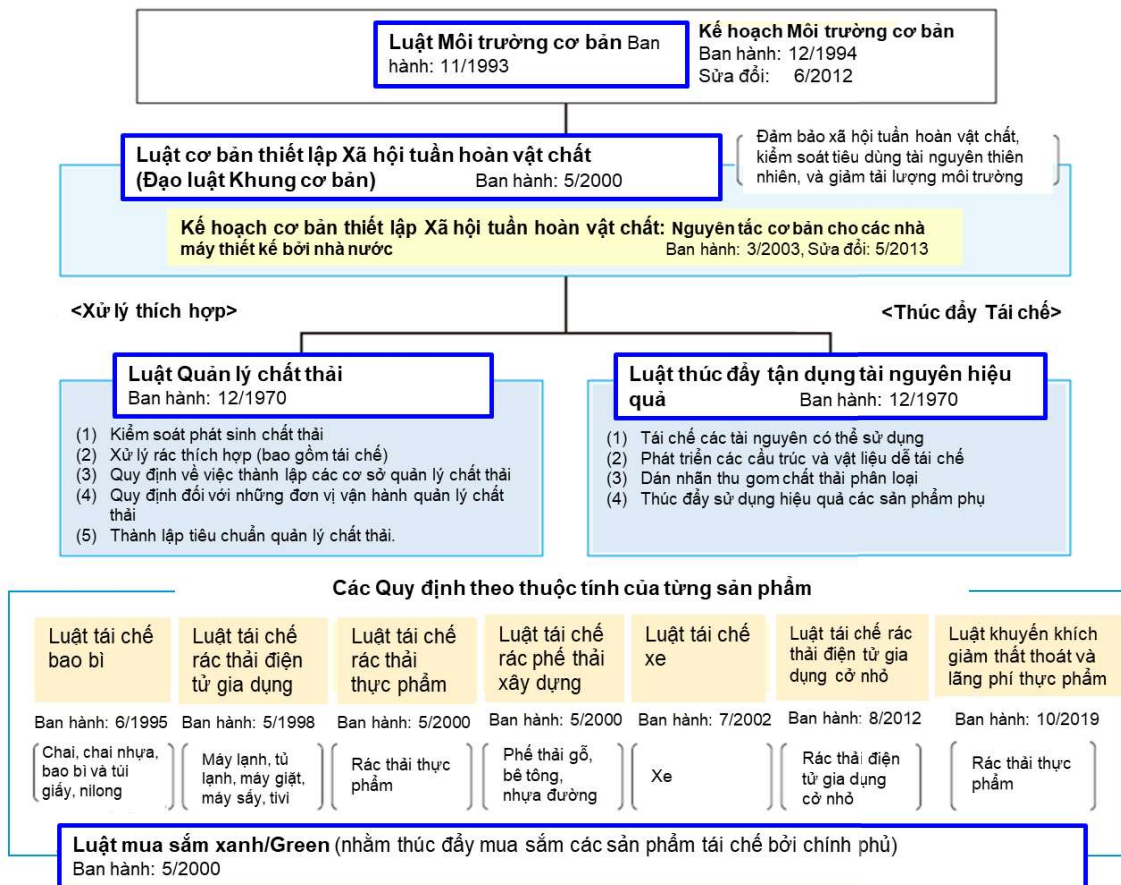 Luật Môi trường cơ bản Ban
hành: 11/1993
Kế hoạch Môi trường cơ bản
Ban hành: 12/1994
Sửa đổi: 6/2012
Luật cơ bản thiết lập Xã hội tuần hoàn vật chất
(Đạo luật Khung cơ bản) Ban hành: 5/2000
Đảm bảo xã hội tuần hoàn vật chất,
kiểm soát tiêu dùng tài nguyên thiên
nhiên, và giảm tải lượng môi trường
Kế hoạch cơ bản thiết lập Xã hội tuần hoàn vật chất: Nguyên tắc cơ bản cho các nhà
máy thiết kế bởi nhà nước Ban hành: 3/2003, Sửa đổi: 5/2013
<Xử lý thích hợp>
<Thúc đẩy Tái chế>
Luật Quản lý chất thải
Ban hành: 12/1970
(1) Kiểm soát phát sinh chất thải
(2) Xử lý rác thích hợp (bao gồm tái chế)
(3) Quy định về việc thành lập các cơ sở quản lý chất thải
(4) Quy định đối với những đơn vị vận hành quản lý chất
thải
(5) Thành lập tiêu chuẩn quản lý chất thải.
Luật thúc đẩy tận dụng tài nguyên hiệu
quả Ban hành: 12/1970
(1) Tái chế các tài nguyên có thể sử dụng
(2) Phát triển các cấu trúc và vật liệu dễ tái chế
(3) Dán nhãn thu gom chất thải phân loại
(4) Thúc đẩy sử dụng hiệu quả các sản phẩm phụ
Các Quy định theo thuộc tính của từng sản phẩm
Luật tái chế
bao bì
Ban hành: 6/1995
Chai, chai nhựa,
bao bì và túi
giấy, nilong
Luật tái chế
rác thải điện
tử gia dụng
Ban hành: 5/1998
Máy lạnh, tủ
lạnh, máy giặt,
máy sấy, tivi
Luật tái chế
rác thải
thực phẩm
Ban hành: 5/2000
Rác thải thực
phẩm
Luật tái chế
rác phế thải
xây dựng
Ban hành: 5/2000
Phế thải gỗ,
bê tông,
nhựa đường
Luật tái chế
xe
Ban hành: 7/2002
Xe
Luật tái chế rác
thải điện tử gia
dụng cở nhỏ
Ban hành: 8/2012
Rác thải điện
tử gia dụng
cở nhỏ
Luật khuyến khích
giảm thất thoát và
lãng phí thực phẩm
Ban hành: 10/2019
Rác thải thực
phẩm
Luật mua sắm xanh/Green (nhằm thúc đẩy mua sắm các sản phẩm tái chế bởi chính phủ)
Ban hành: 5/2000